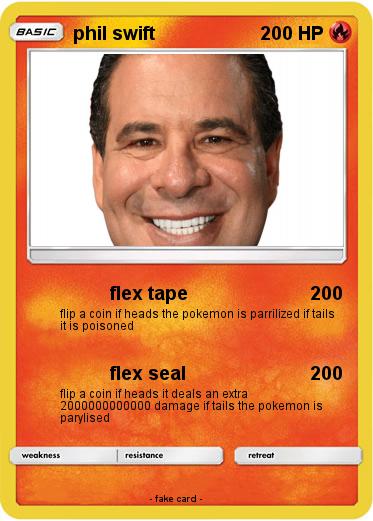 BASIC phil swift 200 HP
flex tape 200
flip a coin if heads the pokemon is parrilized if tails
it is poisoned
flex seal 200
flip a coin if heads it deals an extra
2000000000000 damage if tails the pokemon is
parylised
weakness resistance retreat
- fake card -